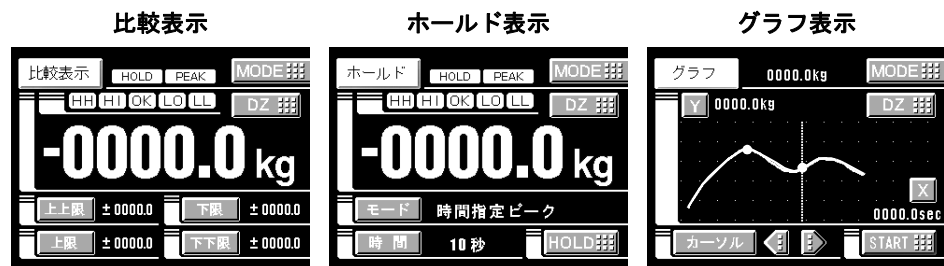 比較表示
比較表示 HOLD PEAK MODE
HH HI OK LO LL DZ
-0000.0 kg
上上限 ±0000.0 下限 ±0000.0
上限 ±0000.0 下下限 ±0000.0
ホールド表示
ホールド HOLD PEAK MODE
HH HI OK LO LL DZ
-0000.0 kg
モード 時間指定ピーク
時間 10秒 HOLD
グラフ表示
グラフ 0000.0kg MODE
Y 0000.0kg DZ
X
0000.0sec
カーソル START